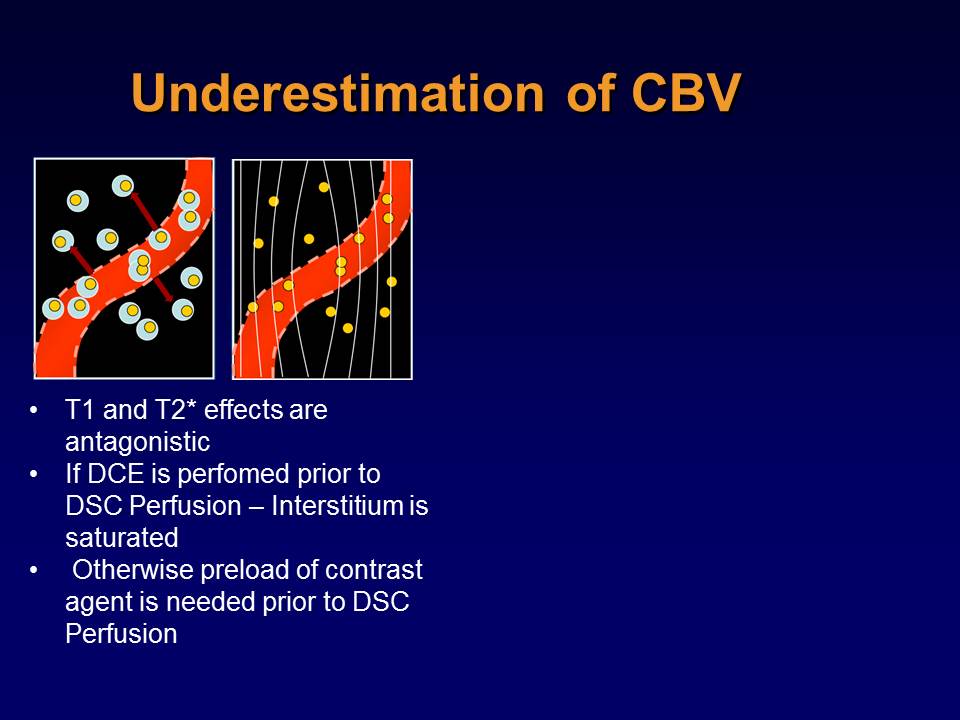 Underestimation of CBV
• T1 and T2* effects are
antagonistic
• If DCE is perfomed prior to
DSC Perfusion – Interstitium is
saturated
• Otherwise preload of contrast
agent is needed prior to DSC
Perfusion